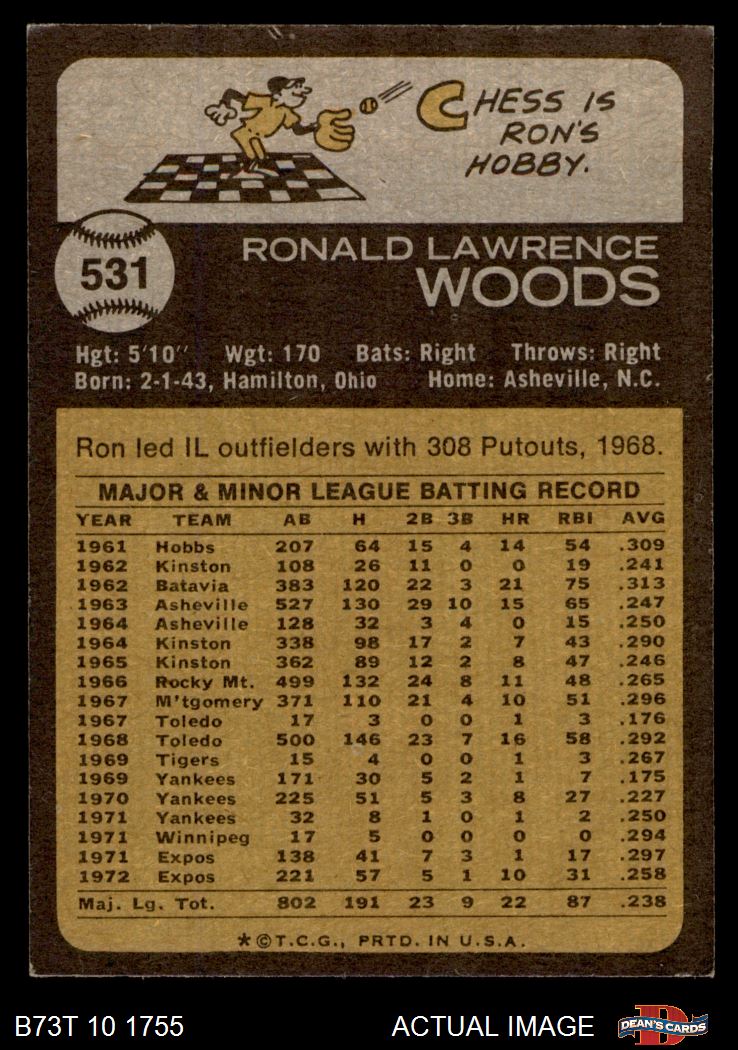 CHESS IS
RON'S
HOBBY.
531
RONALD LAWRENCE
WOODS
Hgt: 5'10" Wgt: 170 Bats: Right Throws: Right
Born: 2-1-43, Hamilton, Ohio Home: Asheville, N.C.
Ron led IL outfielders with 308 Putouts, 1968.
MAJOR & MINOR LEAGUE BATTING RECORD
YEAR TEAM AB H 2B 3B HR RBI AVG
1961 Hobbs 207 64 15 4 14 54 .309
1962 Kinston 108 26 11 0 0 19 .241
1962 Batavia 383 120 22 3 21 75 .313
1963 Asheville 527 130 29 10 15 65 .247
1964 Asheville 128 32 3 4 0 15 .250
1964 Kinston 338 98 17 2 7 43 .290
1965 Kinston 362 89 12 2 8 47 .246
1966 Rocky Mt. 499 132 24 8 11 48 .265
1967 M'tgomery 371 110 21 4 10 51 .296
1967 Toledo 17 3 0 0 1 3 .176
1968 Toledo 500 146 23 7 16 58 .292
1969 Tigers 15 4 0 0 1 3 .267
1969 Yankees 171 30 5 2 1 7 .175
1970 Yankees 225 51 5 3 8 27 .227
1971 Yankees 32 8 1 0 1 2 .250
1971 Winnipeg 17 5 0 0 0 0 .294
1971 Expos 138 41 7 3 1 17 .297
1972 Expos 221 57 5 1 10 31 .258
Maj. Lg. Tot. 802 191 23 9 22 87 .238
*©T.C.G., PRTD. IN U.S.A.
B73T 10 1755 ACTUAL IMAGE D DEAN'S CARDS